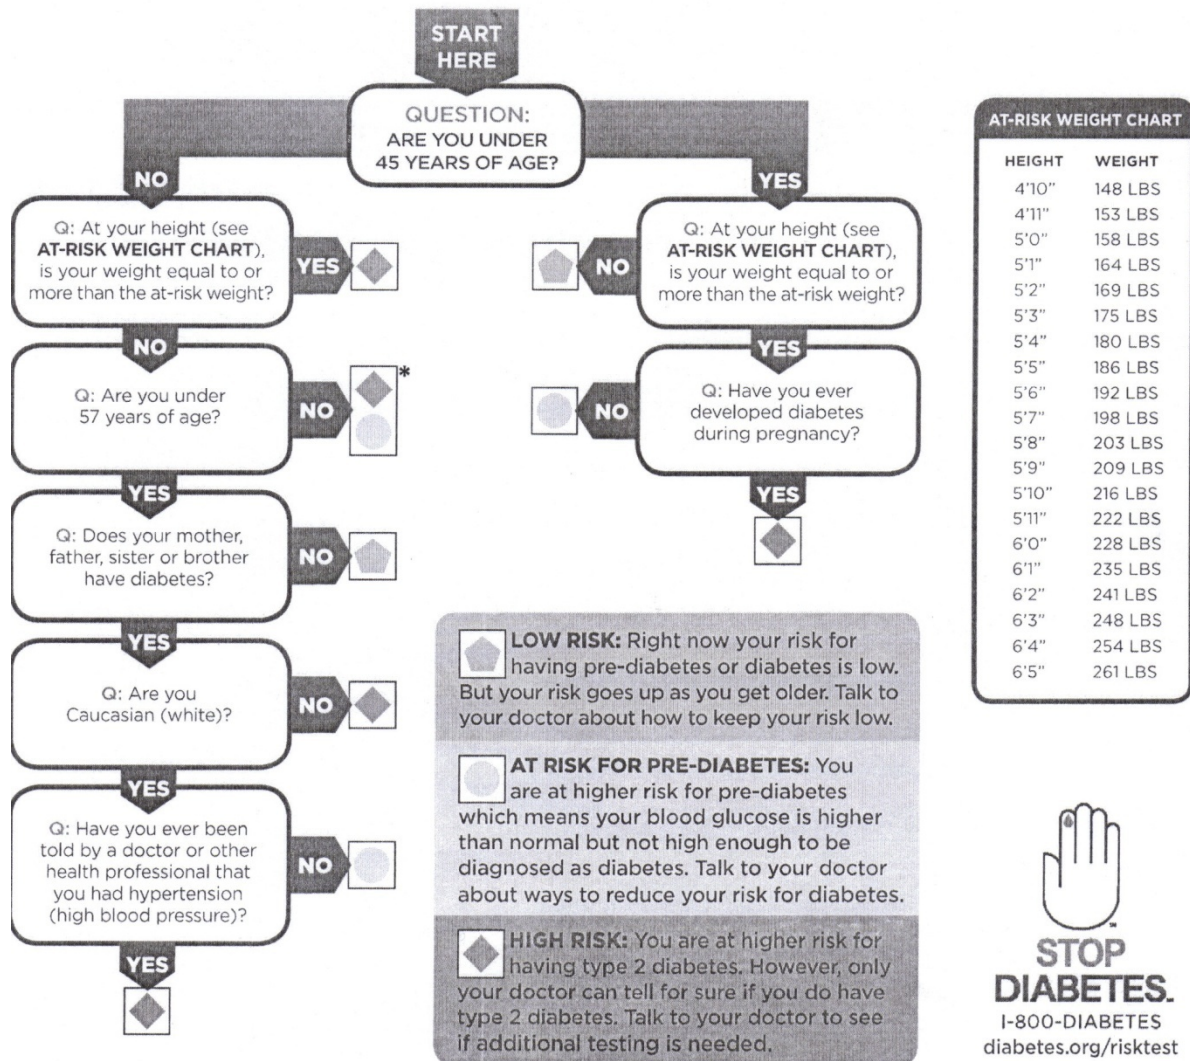 START
HERE
QUESTION:
ARE YOU UNDER
45 YEARS OF AGE?
NO
Q: At your height (see
AT-RISK WEIGHT CHART),
is your weight equal to or
more than the at-risk weight?
YES
NO
Q: Are you under
57 years of age?
NO
*
YES
Q: Does your mother,
father, sister or brother
have diabetes?
NO
YES
Q: Are you
Caucasian (white)?
NO
YES
Q: Have you ever been
told by a doctor or other
health professional that
you had hypertension
(high blood pressure)?
NO
YES
YES
Q: At your height (see
AT-RISK WEIGHT CHART),
is your weight equal to or
more than the at-risk weight?
NO
YES
Q: Have you ever
developed diabetes
during pregnancy?
NO
YES
LOW RISK: Right now your risk for
having pre-diabetes or diabetes is low.
But your risk goes up as you get older. Talk to
your doctor about how to keep your risk low.
AT RISK FOR PRE-DIABETES: You
are at higher risk for pre-diabetes
which means your blood glucose is higher
than normal but not high enough to be
diagnosed as diabetes. Talk to your doctor
about ways to reduce your risk for diabetes.
HIGH RISK: You are at higher risk for
having type 2 diabetes. However, only
your doctor can tell for sure if you do have
type 2 diabetes. Talk to your doctor to see
if additional testing is needed.
AT-RISK WEIGHT CHART
HEIGHT WEIGHT
4'10" 148 LBS
4'11" 153 LBS
5'0" 158 LBS
5'1" 164 LBS
5'2" 169 LBS
5'3" 175 LBS
5'4" 180 LBS
5'5" 186 LBS
5'6" 192 LBS
5'7" 198 LBS
5'8" 203 LBS
5'9" 209 LBS
5'10" 216 LBS
5'11" 222 LBS
6'0" 228 LBS
6'1" 235 LBS
6'2" 241 LBS
6'3" 248 LBS
6'4" 254 LBS
6'5" 261 LBS
STOP
DIABETES.
1-800-DIABETES
diabetes.org/risktest